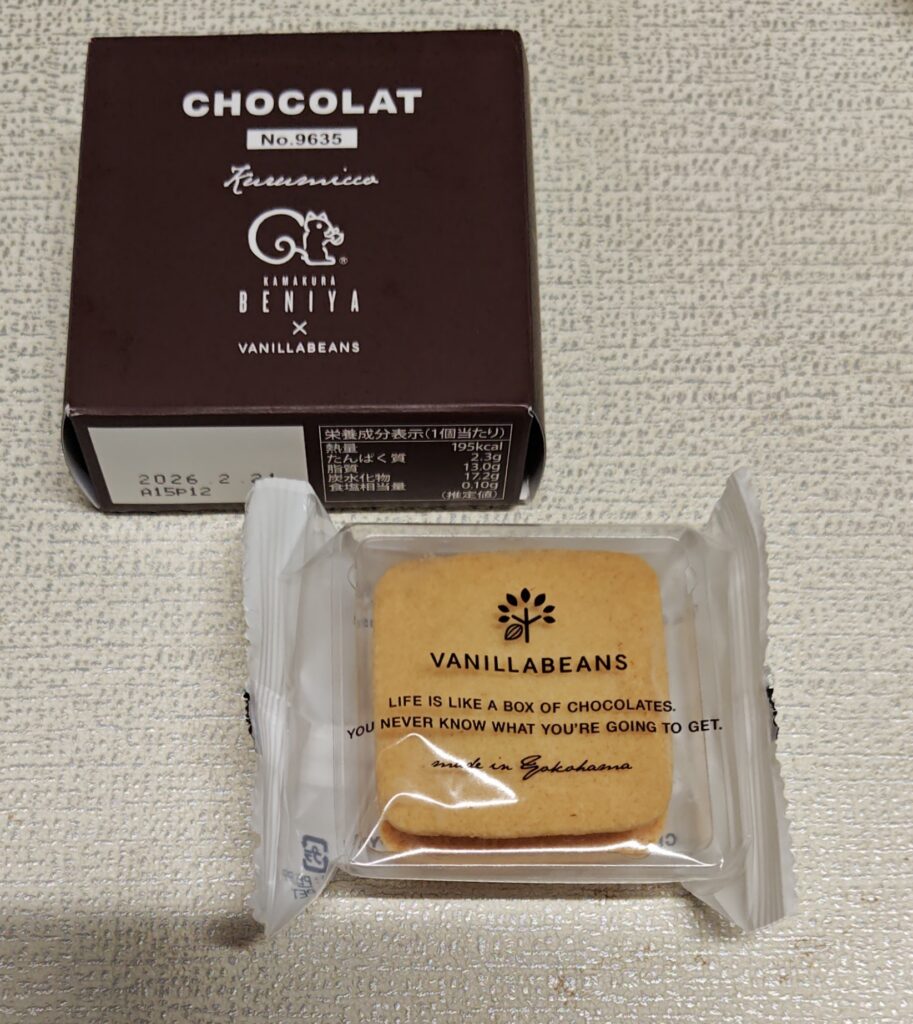 CHOCOLAT
No.9635
Kurumicco
®
KAMAKURA
BENIYA
×
VANILLABEANS
2026. 2.21
A15P12
栄養成分表示(1個当たり)
熱量 195kcal
たんぱく質 2.3g
脂質 13.0g
炭水化物 17.2g
食塩相当量 0.10g
(推定値)
VANILLABEANS
LIFE IS LIKE A BOX OF CHOCOLATES.
YOU NEVER KNOW WHAT YOU'RE GOING TO GET.
made in Yokohama